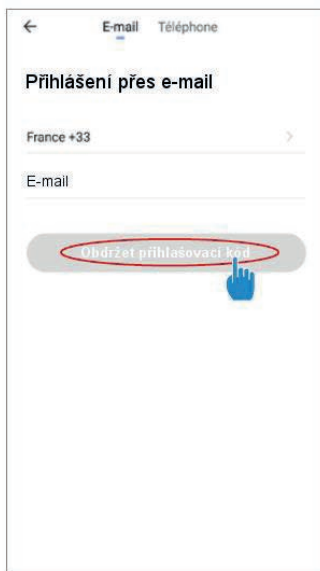 E-mail Téléphone
Přihlášení přes e-mail
France +33
E-mail
Obdržet přihlašovací kód